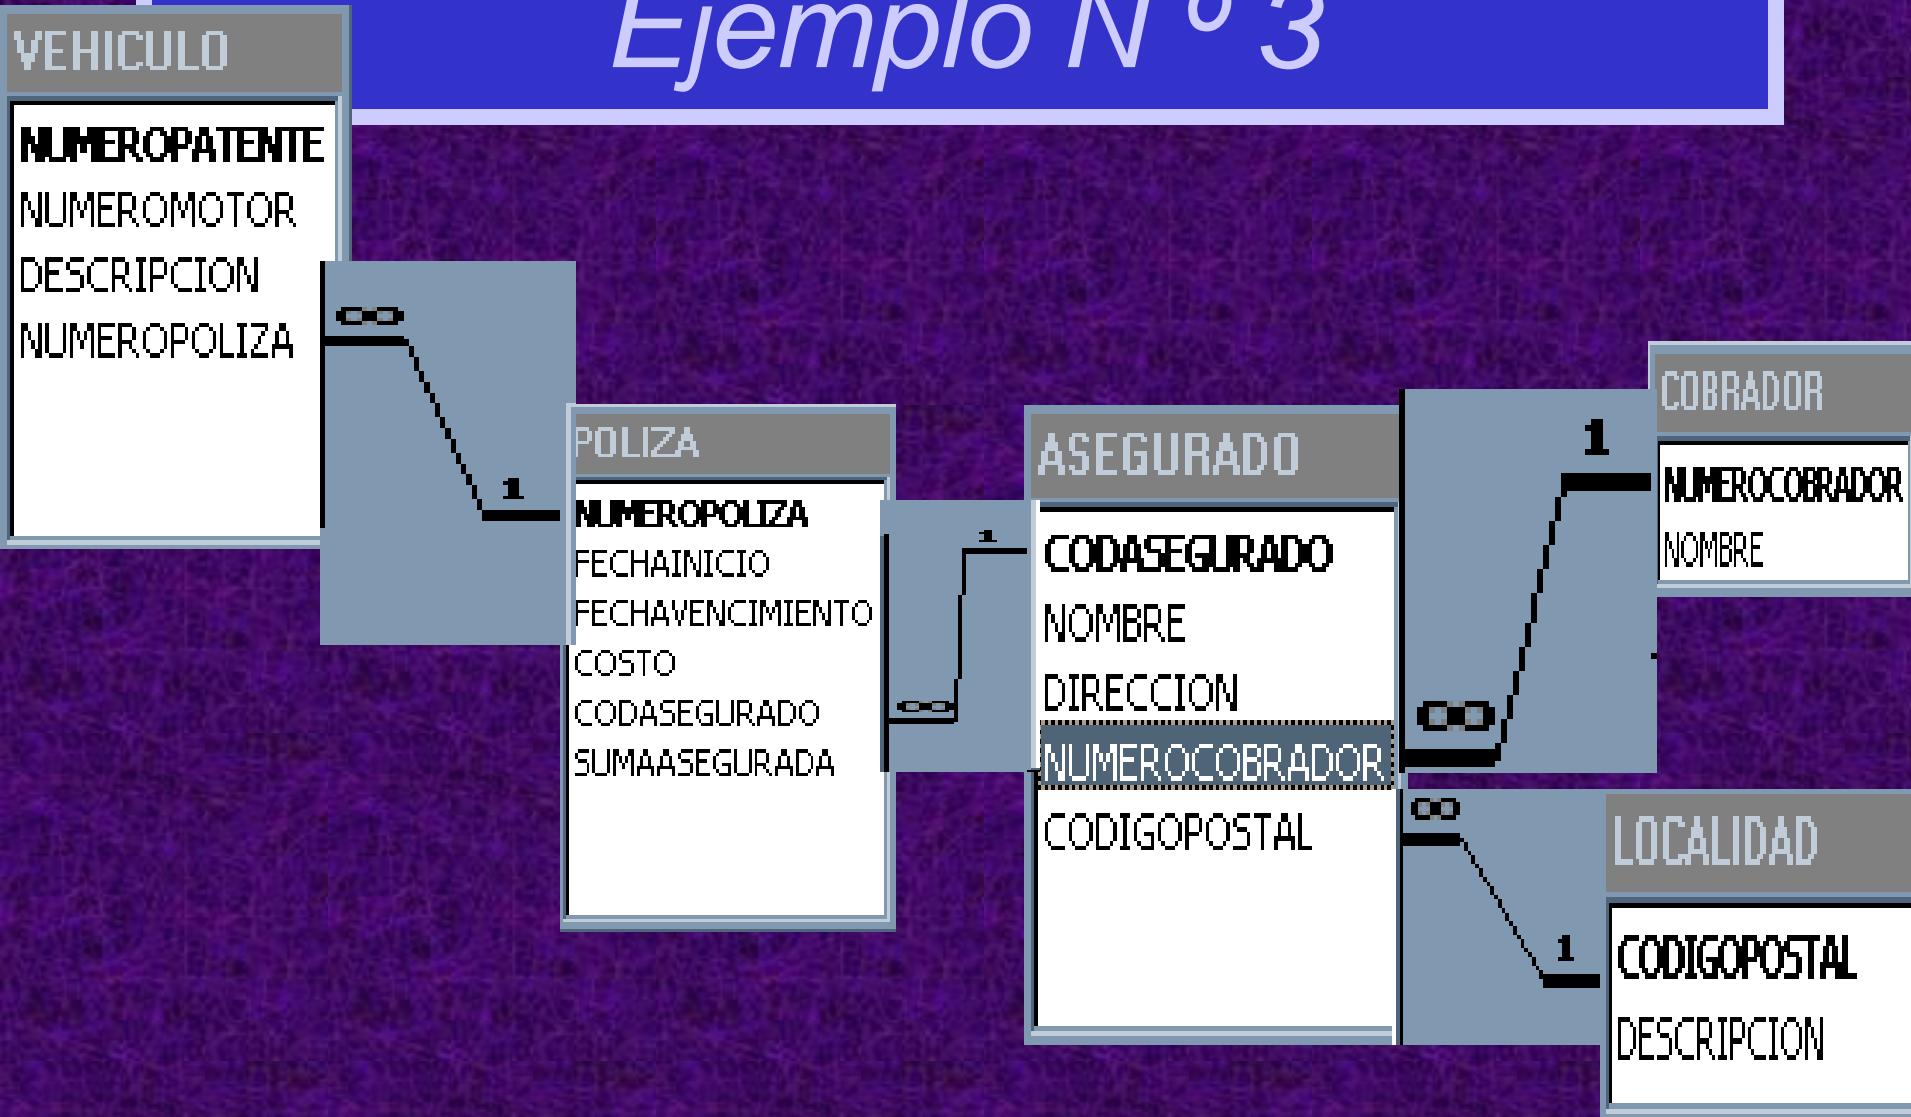 Ejemplo N º 3
VEHICULO
NUMEROPATENTE
NUMEROMOTOR
DESCRIPCION
NUMEROPOLIZA
∞
1
POLIZA
NUMEROPOLIZA
FECHAINICIO
FECHAVENCIMIENTO
COSTO
CODASEGURADO
SUMAASEGURADA
1
∞
ASEGURADO
CODASEGURADO
NOMBRE
DIRECCION
NUMEROCOBRADOR
CODIGOPOSTAL
1
∞
COBRADOR
NUMEROCOBRADOR
NOMBRE
∞
1
LOCALIDAD
CODIGOPOSTAL
DESCRIPCION